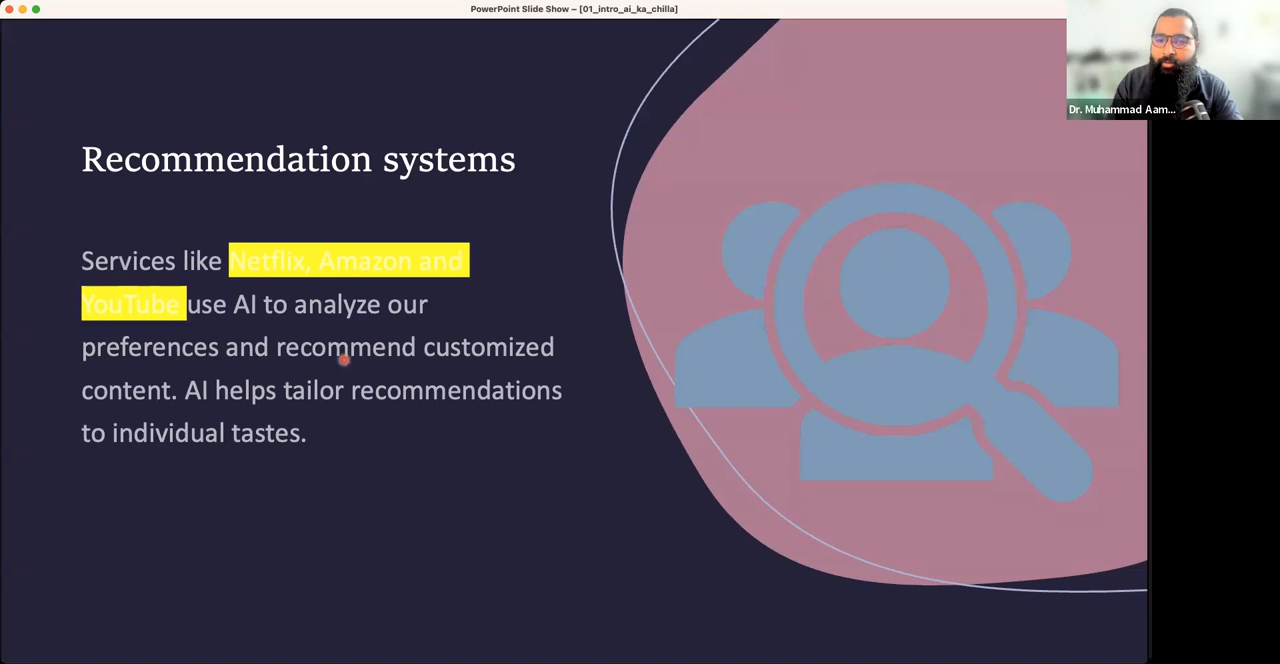 PowerPoint Slide Show – [01_intro_ai_ka_chilla]
Dr. Muhammad Aam...
Recommendation systems
Services like Netflix, Amazon and
YouTube use AI to analyze our
preferences and recommend customized
content. AI helps tailor recommendations
to individual tastes.